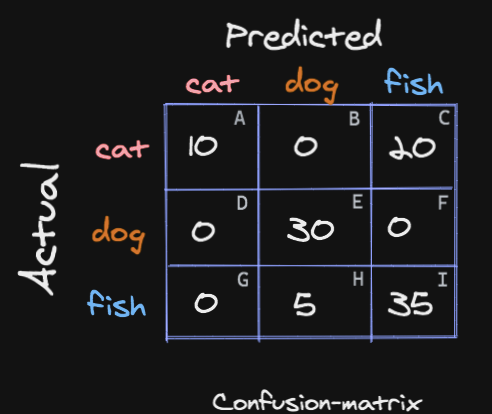 Predicted
cat dog fish
A B C
cat 10 0 20
D E F
dog 0 30 0
G H I
fish 0 5 35
Actual
Confusion-matrix